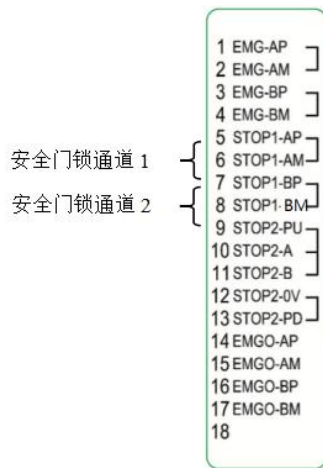 1 EMG-AP
2 EMG-AM
3 EMG-BP
4 EMG-BM
5 STOP1-AP
安全门锁通道 1
6 STOP1-AM
7 STOP1-BP
安全门锁通道 2
8 STOP1-BM
9 STOP2-PU
10 STOP2-A
11 STOP2-B
12 STOP2-0V
13 STOP2-PD
14 EMGO-AP
15 EMGO-AM
16 EMGO-BP
17 EMGO-BM
18